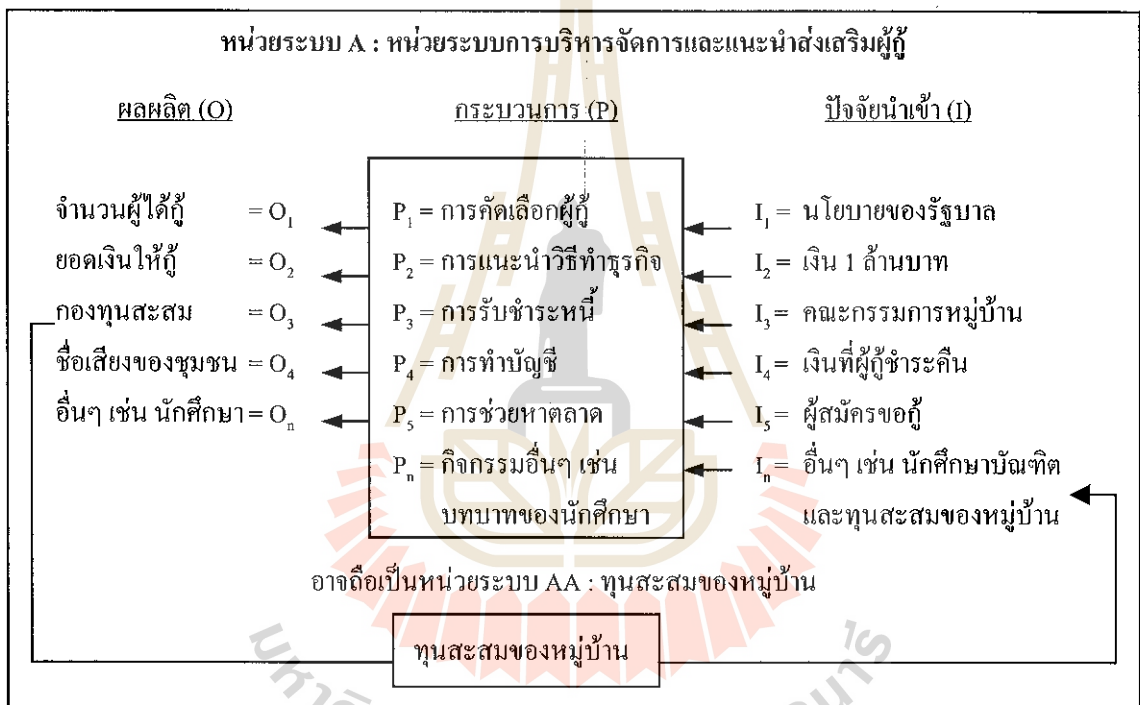 หน่วยระบบ A : หน่วยระบบการบริหารจัดการและแนะนำส่งเสริมผู้กู้
ผลผลิต (O) กระบวนการ (P) ปัจจัยนำเข้า (I)
จำนวนผู้ได้กู้ = O1 P1 = การคัดเลือกผู้กู้ I1 = นโยบายของรัฐบาล
ยอดเงินให้กู้ = O2 P2 = การแนะนำวิธีทำธุรกิจ I2 = เงิน 1 ล้านบาท
กองทุนสะสม = O3 P3 = การรับชำระหนี้ I3 = คณะกรรมการหมู่บ้าน
ชื่อเสียงของชุมชน = O4 P4 = การทำบัญชี I4 = เงินที่ผู้กู้ชำระคืน
อื่นๆ เช่น นักศึกษา = On P5 = การช่วยหาตลาด I5 = ผู้สมัครขอกู้
Pn = กิจกรรมอื่นๆ เช่น In = อื่นๆ เช่น นักศึกษาบัณฑิต
บทบาทของนักศึกษา และทุนสะสมของหมู่บ้าน
อาจถือเป็นหน่วยระบบ AA : ทุนสะสมของหมู่บ้าน
ทุนสะสมของหมู่บ้าน